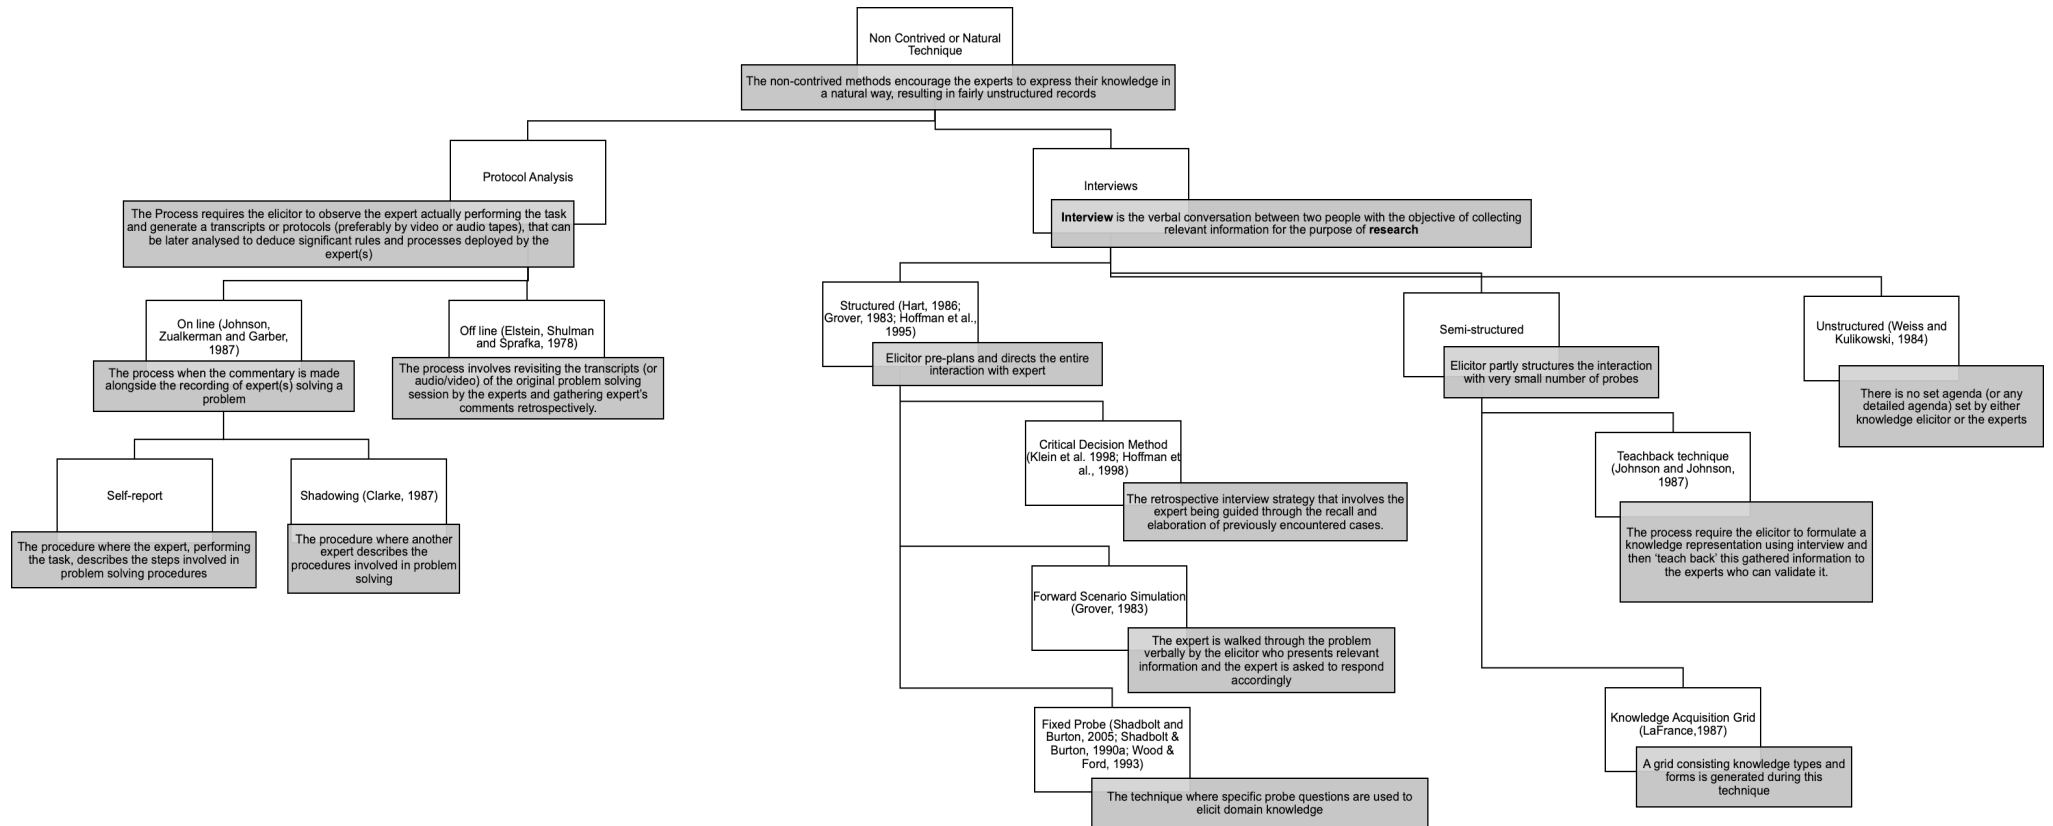 Non Contrived or Natural
Technique
The non-contrived methods encourage the experts to express their knowledge in
a natural way, resulting in fairly unstructured records
Protocol Analysis
The Process requires the elicitor to observe the expert actually performing the task
and generate a transcripts or protocols (preferably by video or audio tapes), that can
be later analysed to deduce significant rules and processes deployed by the
expert(s)
Interviews
Interview is the verbal conversation between two people with the objective of collecting
relevant information for the purpose of research
On line (Johnson,
Zualkerman and Garber,
1987)
The process when the commentary is made
alongside the recording of expert(s) solving a
problem
Off line (Elstein, Shulman
and Sprafka, 1978)
The process involves revisiting the transcripts (or
audio/video) of the original problem solving
session by the experts and gathering expert's
comments retrospectively.
Self-report
The procedure where the expert, performing
the task, describes the steps involved in
problem solving procedures
Shadowing (Clarke, 1987)
The procedure where another
expert describes the
procedures involved in problem
solving
Structured (Hart, 1986;
Grover, 1983; Hoffman et al.,
1995)
Elicitor pre-plans and directs the entire
interaction with expert
Critical Decision Method
(Klein et al. 1998; Hoffman et
al., 1998)
The retrospective interview strategy that involves the
expert being guided through the recall and
elaboration of previously encountered cases.
Forward Scenario Simulation
(Grover, 1983)
The expert is walked through the problem
verbally by the elicitor who presents relevant
information and the expert is asked to respond
accordingly
Fixed Probe (Shadbolt and
Burton, 2005; Shadbolt &
Burton, 1990a; Wood &
Ford, 1993)
The technique where specific probe questions are used to
elicit domain knowledge
Semi-structured
Elicitor partly structures the interaction
with very small number of probes
Teachback technique
(Johnson and Johnson,
1987)
The process require the elicitor to formulate a
knowledge representation using interview and
then ‘teach back’ this gathered information to
the experts who can validate it.
Knowledge Acquisition Grid
(LaFrance,1987)
A grid consisting knowledge types and
forms is generated during this
technique
Unstructured (Weiss and
Kulikowski, 1984)
There is no set agenda (or any
detailed agenda) set by either
knowledge elicitor or the experts